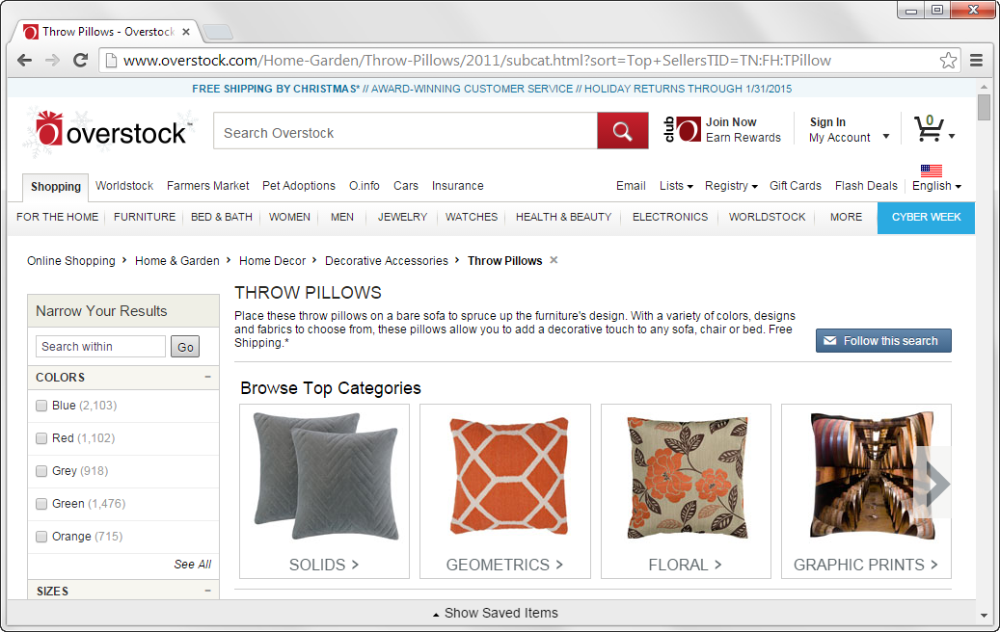 Throw Pillows - Overstock
www.overstock.com/Home-Garden/Throw-Pillows/2011/subcat.html?sort=Top+SellersTID=TN:FH:TPillow
FREE SHIPPING BY CHRISTMAS* // AWARD-WINNING CUSTOMER SERVICE // HOLIDAY RETURNS THROUGH 1/31/2015
overstock™
Search Overstock
club O
Join Now
Earn Rewards
Sign In
My Account
0
Shopping Worldstock Farmers Market Pet Adoptions O.info Cars Insurance
Email Lists Registry Gift Cards Flash Deals English
FOR THE HOME FURNITURE BED & BATH WOMEN MEN JEWELRY WATCHES HEALTH & BEAUTY ELECTRONICS WORLDSTOCK MORE CYBER WEEK
Online Shopping › Home & Garden › Home Decor › Decorative Accessories › Throw Pillows ×
Narrow Your Results
Search within Go
COLORS −
Blue (2,103)
Red (1,102)
Grey (918)
Green (1,476)
Orange (715)
See All
SIZES −
THROW PILLOWS
Place these throw pillows on a bare sofa to spruce up the furniture's design. With a variety of colors, designs
and fabrics to choose from, these pillows allow you to add a decorative touch to any sofa, chair or bed. Free
Shipping.*
Follow this search
Browse Top Categories
SOLIDS >
GEOMETRICS >
FLORAL >
GRAPHIC PRINTS >
Show Saved Items